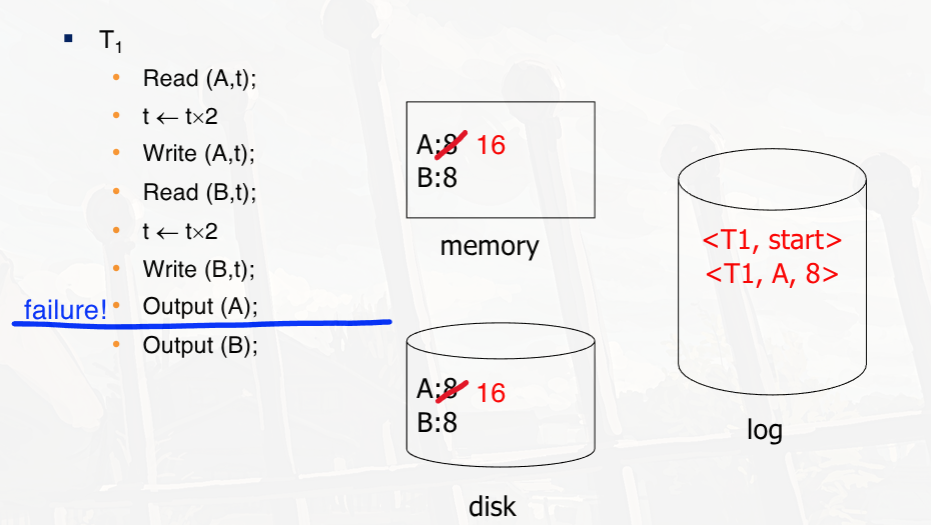 ▪ T₁
• Read (A,t);
• t ← t×2
• Write (A,t);
• Read (B,t);
• t ← t×2
• Write (B,t);
failure! • Output (A);
• Output (B);
A:8 16
B:8
memory
A:8 16
B:8
disk
<T1, start>
<T1, A, 8>
log